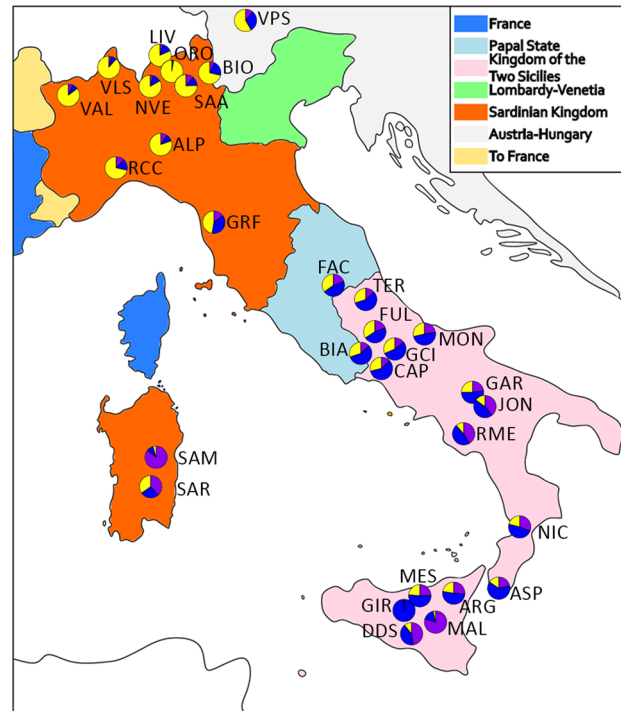 VPS
LIV
ORO
BIO
VLS
NVE
SAA
VAL
ALP
RCC
GRF
FAC
TER
FUL
MON
BIA
GCI
CAP
GAR
JON
RME
SAM
SAR
NIC
MES
ASP
GIR
ARG
DDS
MAL
France
Papal State
Kingdom of the
Two Sicilies
Lombardy-Venetia
Sardinian Kingdom
Austria-Hungary
To France